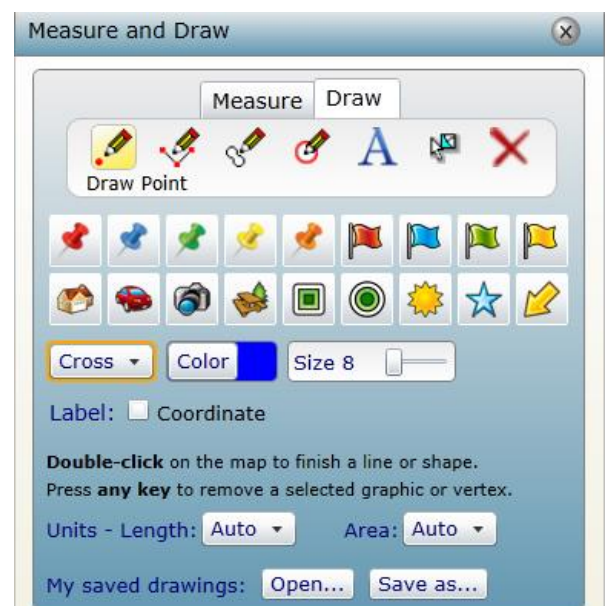 Measure and Draw
Measure Draw
Draw Point
A
Cross Color Size 8
Label: Coordinate
Double-click on the map to finish a line or shape.
Press any key to remove a selected graphic or vertex.
Units - Length: Auto Area: Auto
My saved drawings: Open... Save as...